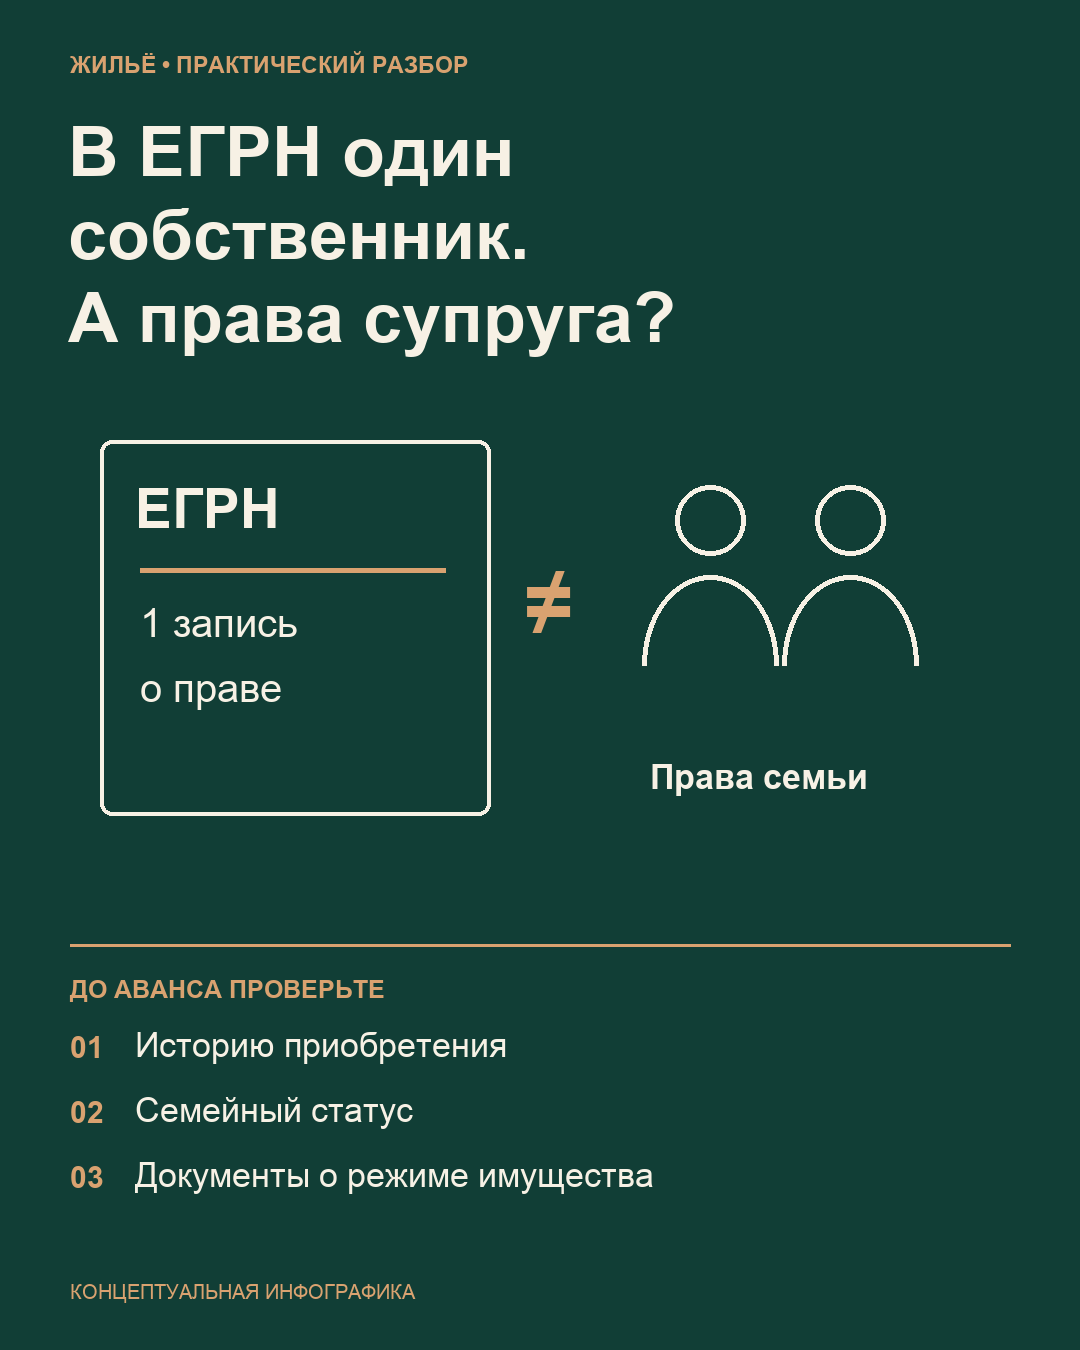 ЖИЛЬЁ • ПРАКТИЧЕСКИЙ РАЗБОР
В ЕГРН один
собственник.
А права супруга?
ЕГРН
1 запись
о праве
≠
Права семьи
ДО АВАНСА ПРОВЕРЬТЕ
01 Историю приобретения
02 Семейный статус
03 Документы о режиме имущества
КОНЦЕПТУАЛЬНАЯ ИНФОГРАФИКА